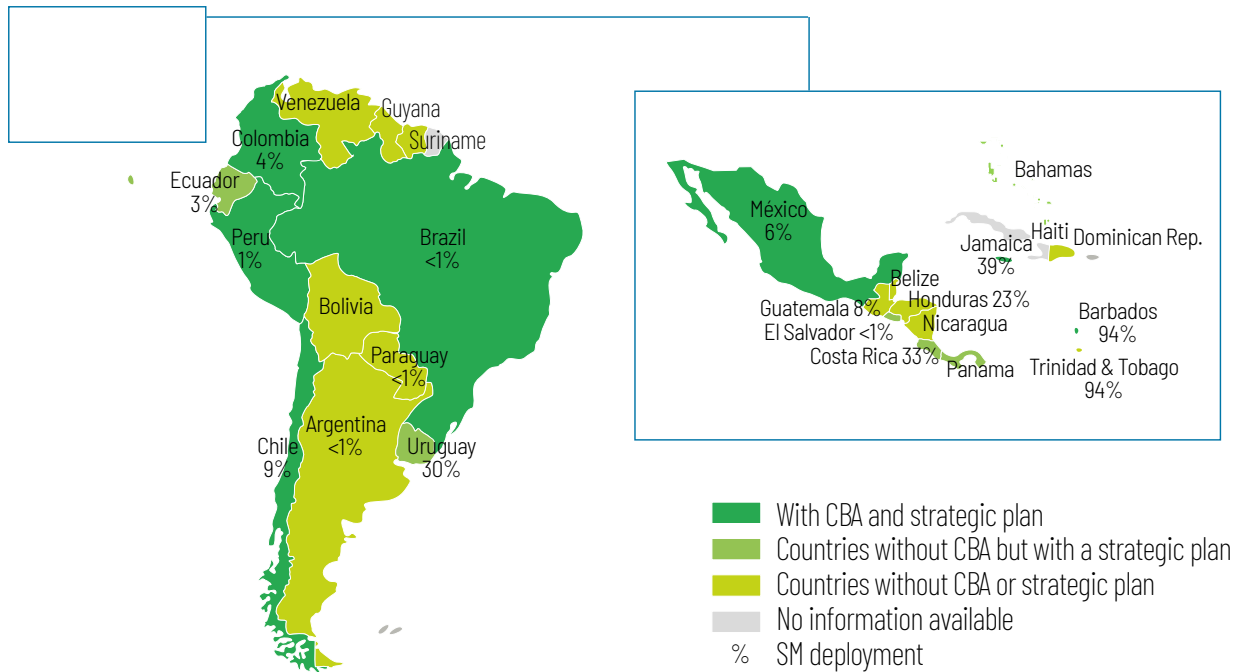 Venezuela
Guyana
Suriname
Colombia
4%
Ecuador
3%
Peru
1%
Brazil
<1%
Bolivia
Paraguay
<1%
Argentina
<1%
Chile
9%
Uruguay
30%
Bahamas
México
6%
Haiti
Dominican Rep.
Jamaica
39%
Belize
Honduras 23%
Guatemala 8%
Nicaragua
El Salvador <1%
Costa Rica 33%
Panama
Barbados
94%
Trinidad & Tobago
94%
With CBA and strategic plan
Countries without CBA but with a strategic plan
Countries without CBA or strategic plan
No information available
% SM deployment